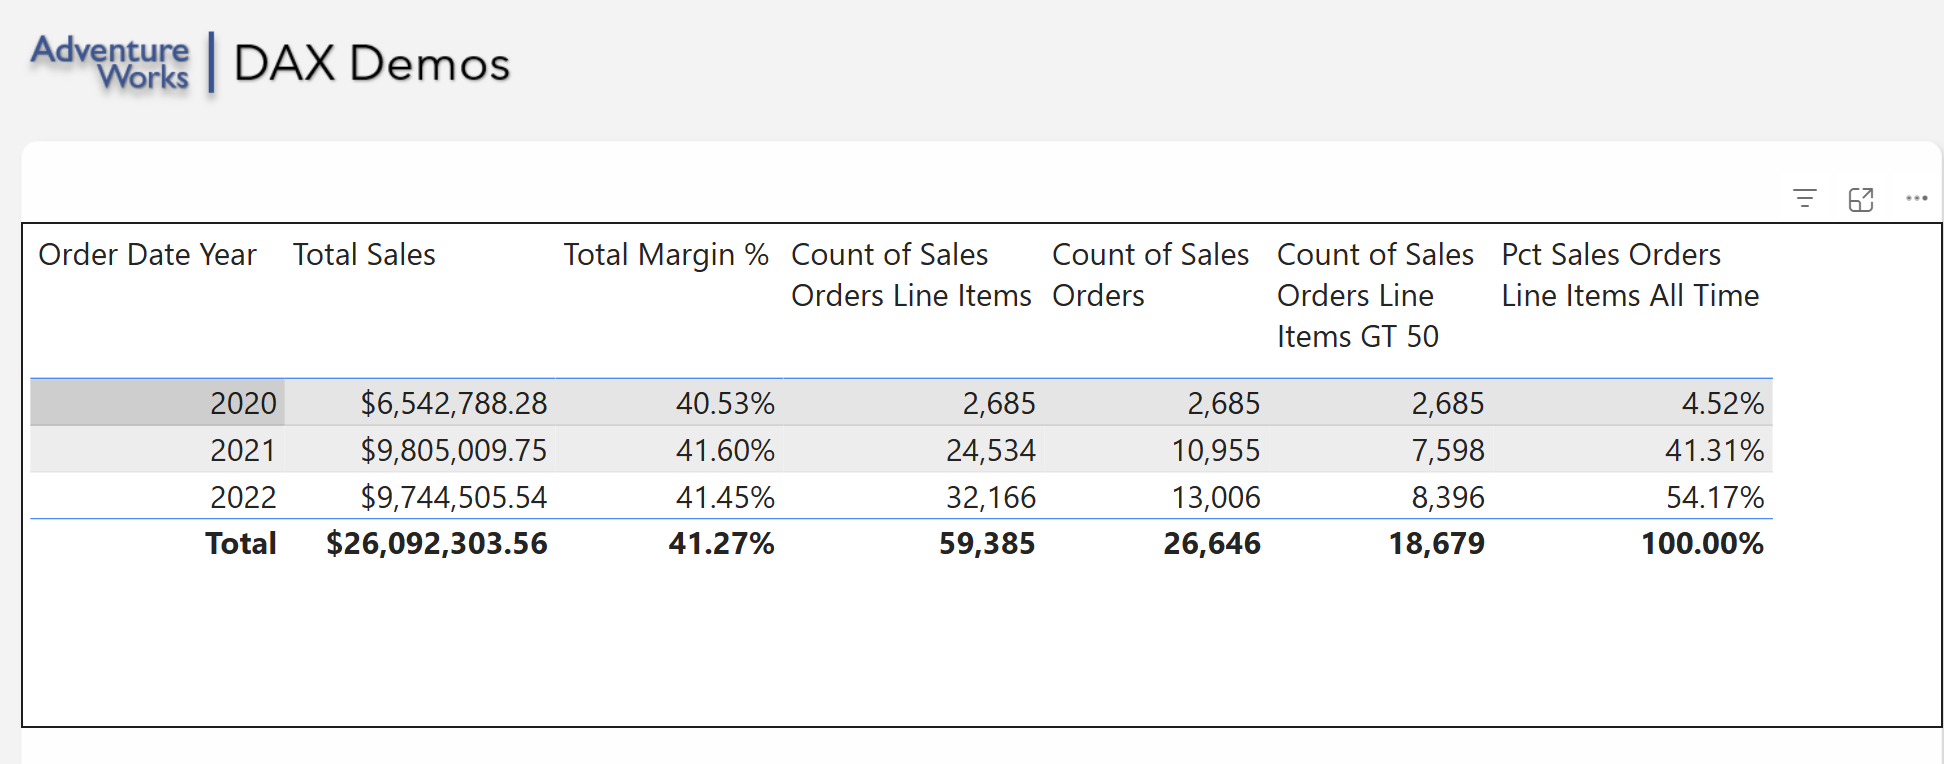 Adventure
Works
DAX Demos
Order Date Year Total Sales Total Margin % Count of Sales Count of Sales Count of Sales Pct Sales Orders
Orders Line Items Orders Orders Line Line Items All Time
Items GT 50
2020 $6,542,788.28 40.53% 2,685 2,685 2,685 4.52%
2021 $9,805,009.75 41.60% 24,534 10,955 7,598 41.31%
2022 $9,744,505.54 41.45% 32,166 13,006 8,396 54.17%
Total $26,092,303.56 41.27% 59,385 26,646 18,679 100.00%